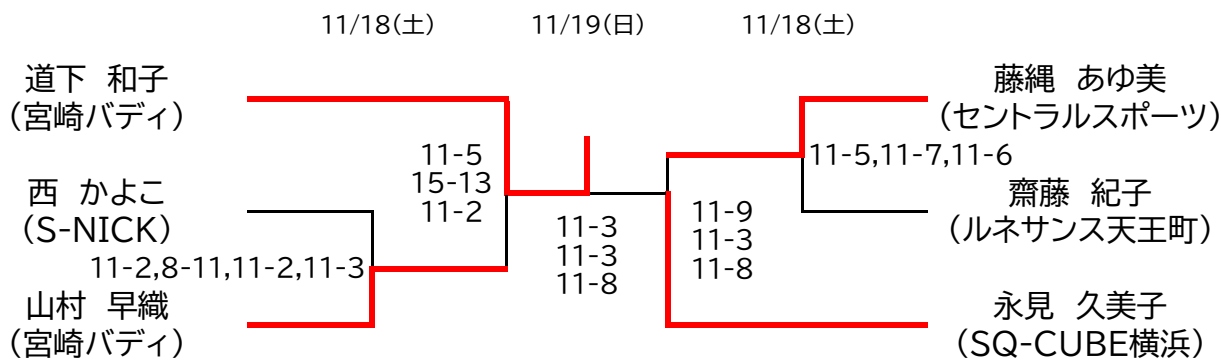 11/18(土)
11/19(日)
11/18(土)
道下 和子
(宮崎バディ)
西 かよこ
(S-NICK)
11-2,8-11,11-2,11-3
山村 早織
(宮崎バディ)
11-5
15-13
11-2
11-3
11-3
11-8
11-9
11-3
11-8
藤縄 あゆ美
(セントラルスポーツ)
11-5,11-7,11-6
齋藤 紀子
(ルネサンス天王町)
永見 久美子
(SQ-CUBE横浜)